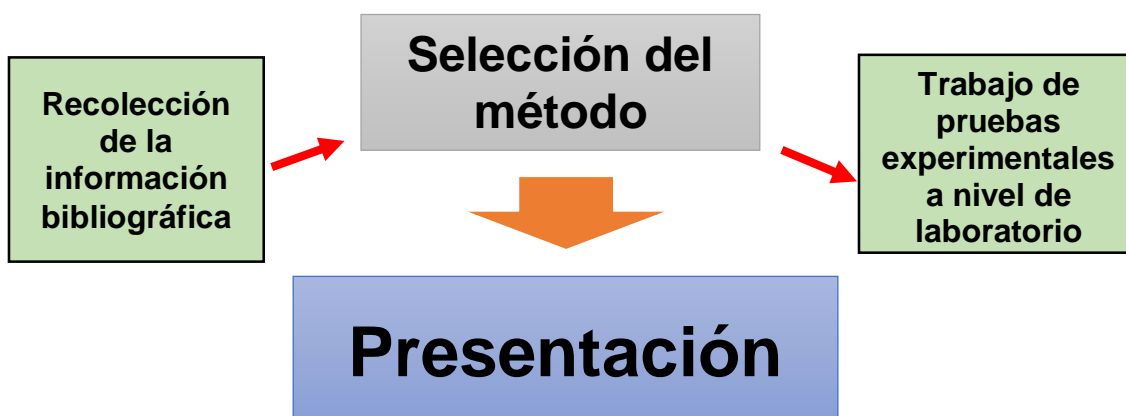 Recolección
de la
información
bibliográfica
Selección del
método
Trabajo de
pruebas
experimentales
a nivel de
laboratorio
Presentación